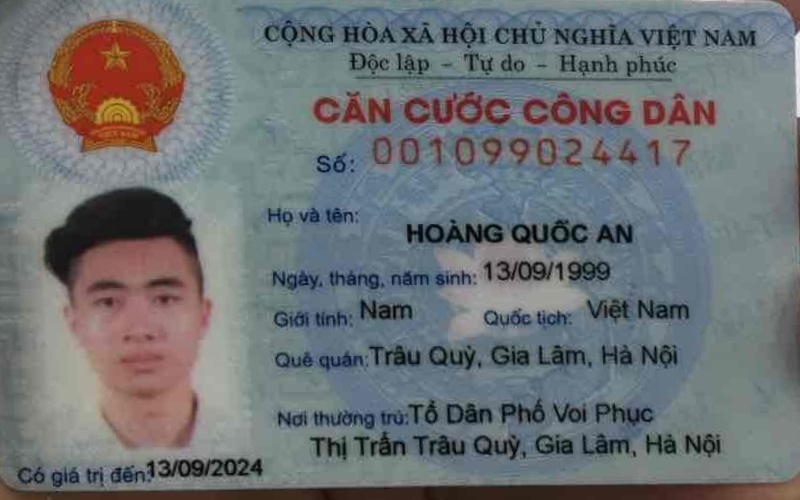 CỘNG HÒA XÃ HỘI CHỦ NGHĨA VIỆT NAM
Độc lập - Tự do - Hạnh phúc
CĂN CƯỚC CÔNG DÂN
Số: 001099024417
Họ và tên:
HOÀNG QUỐC AN
Ngày, tháng, năm sinh: 13/09/1999
Giới tính: Nam Quốc tịch: Việt Nam
Quê quán: Trâu Quỳ, Gia Lâm, Hà Nội
Nơi thường trú: Tổ Dân Phố Voi Phục
Thị Trấn Trâu Quỳ, Gia Lâm, Hà Nội
Có giá trị đến: 13/09/2024